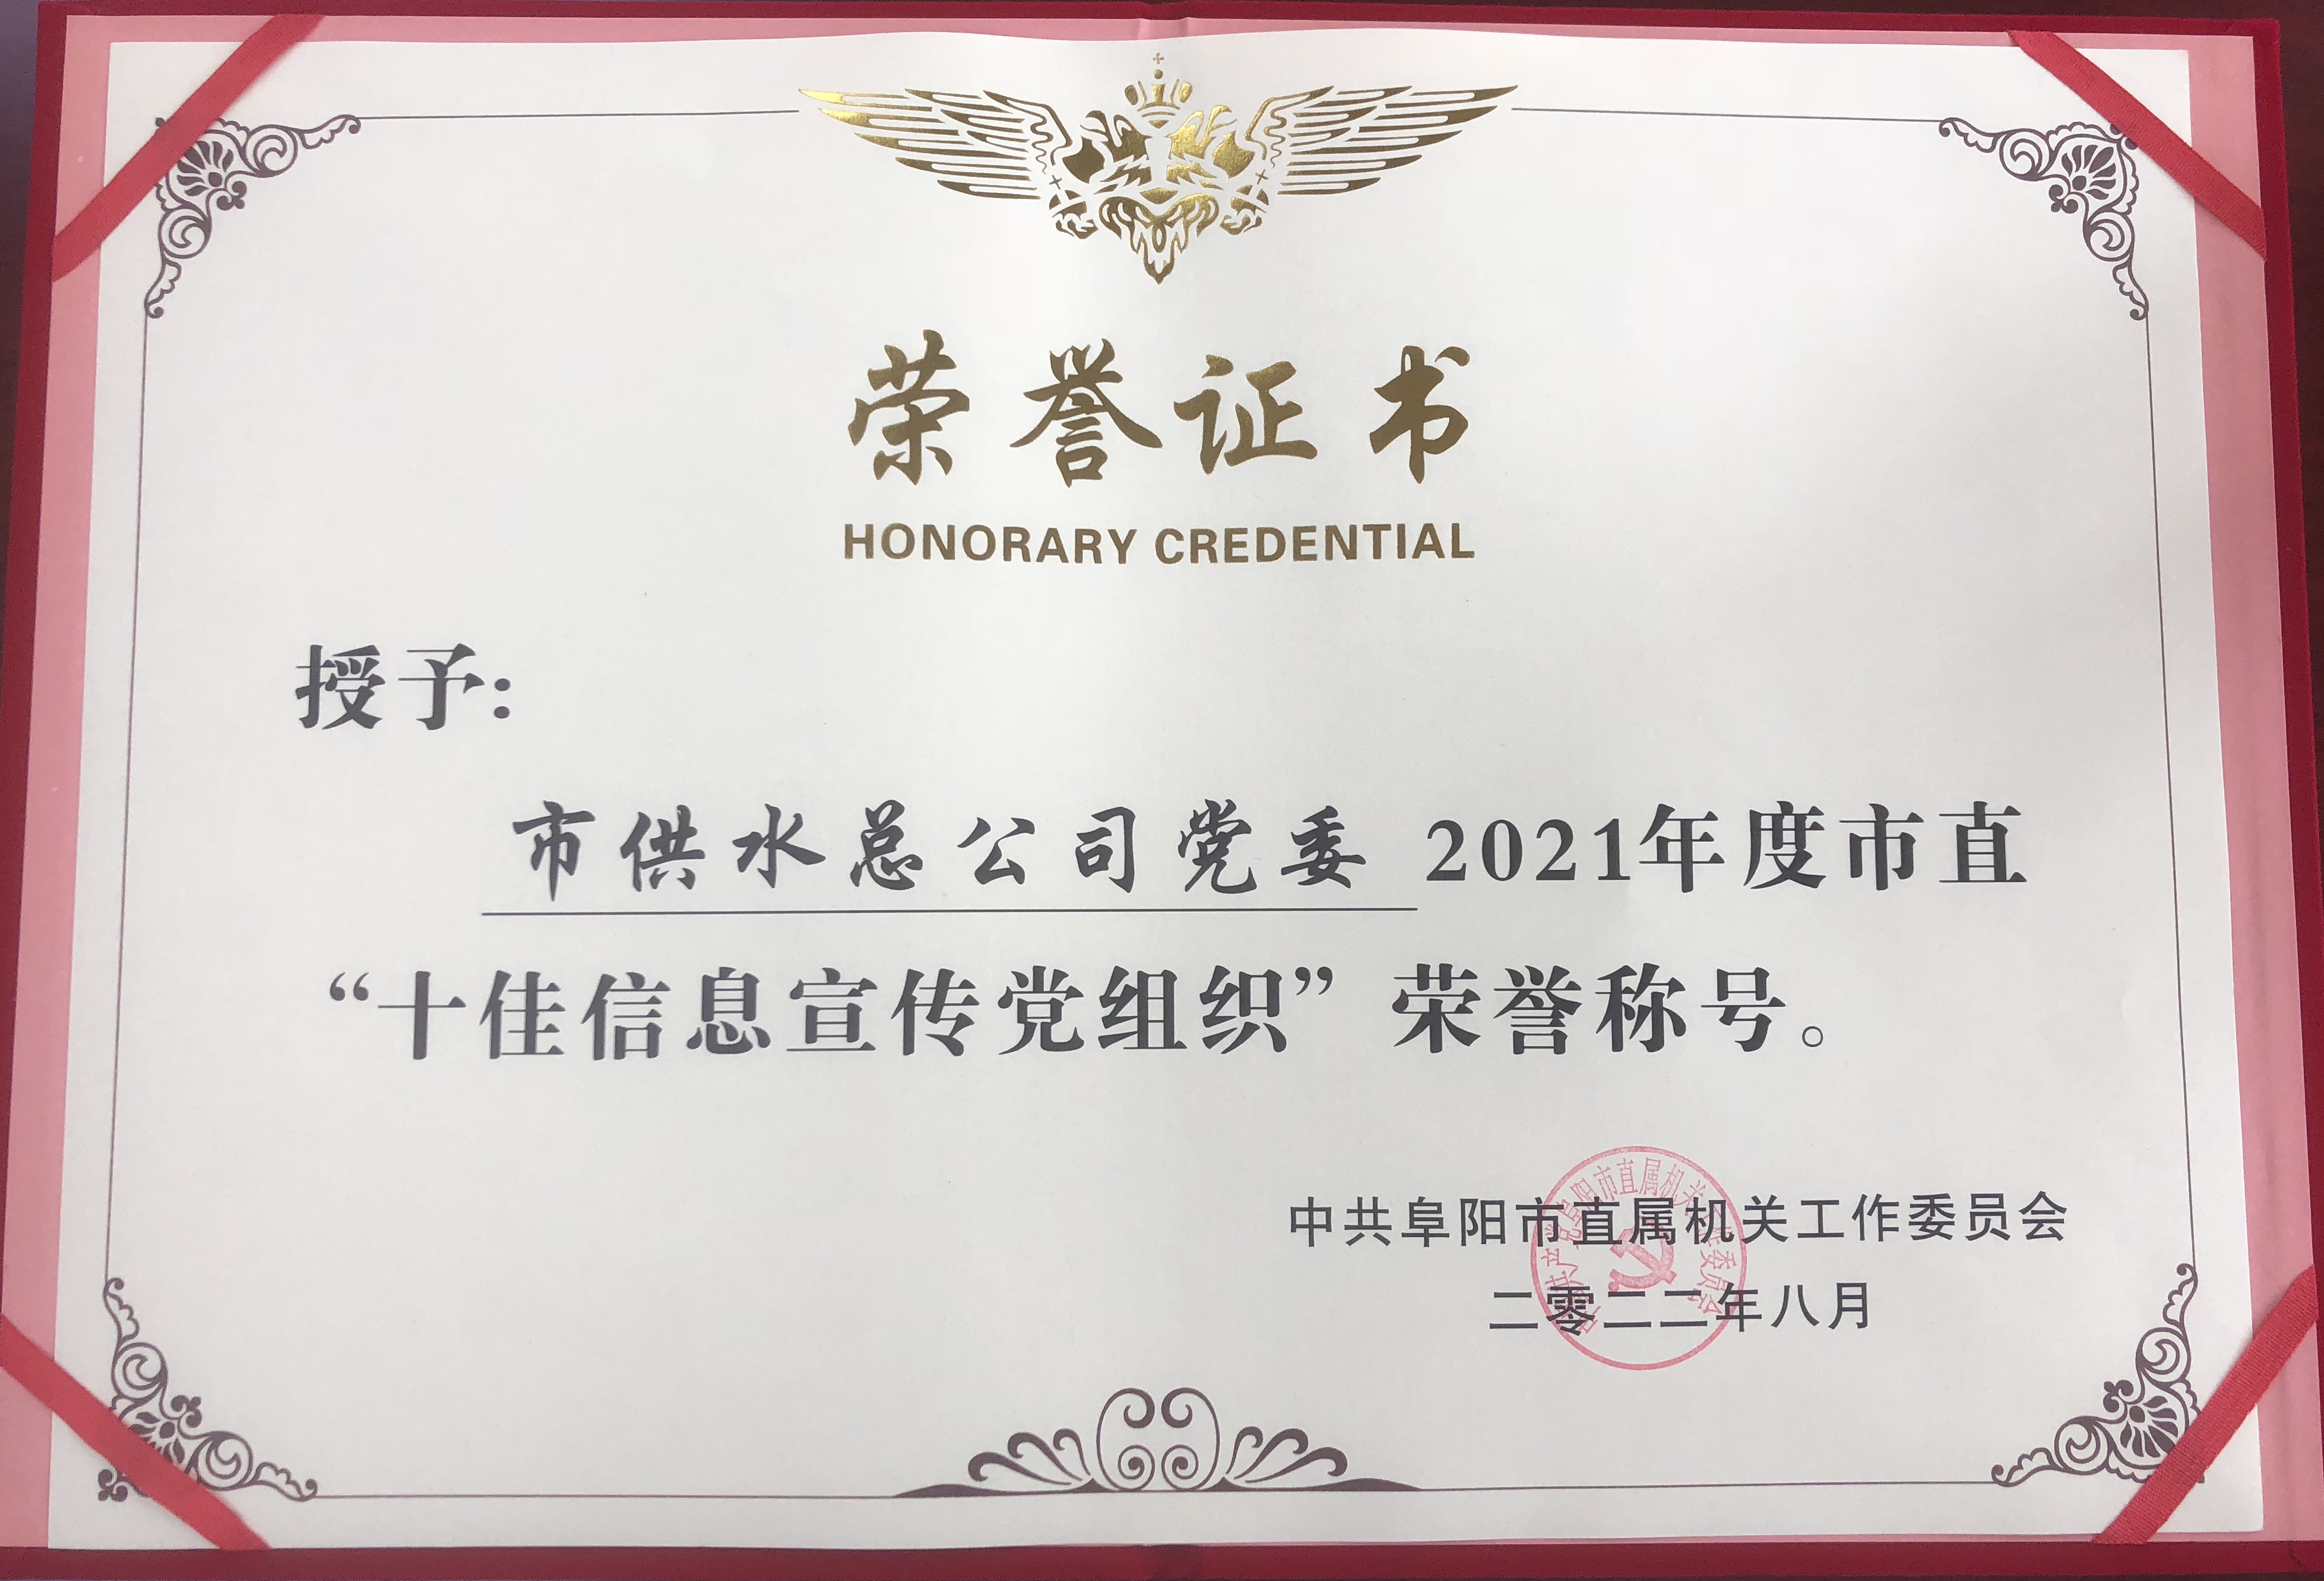 荣誉证书
HONORARY CREDENTIAL
授予:
市供水总公司党委 2021年度市直
“十佳信息宣传党组织”荣誉称号。
中共阜阳市直属机关工作委员会
二零二二年八月